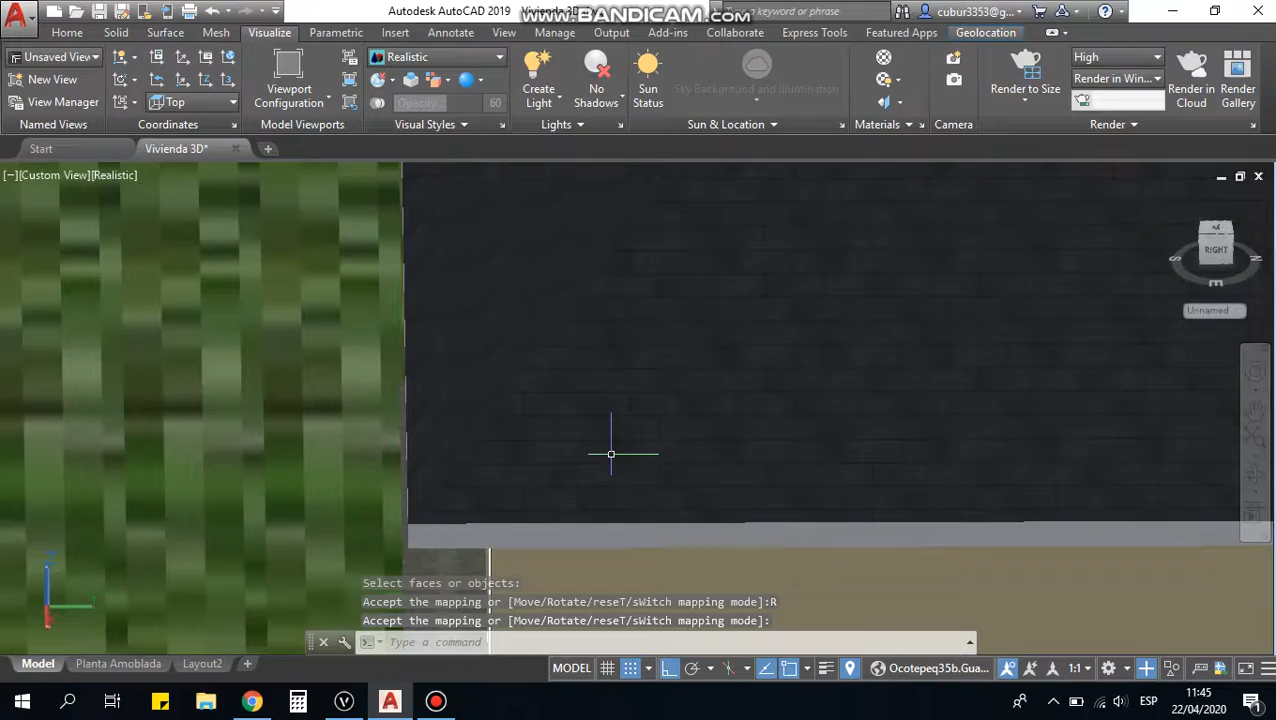 Autodesk AutoCAD 2019 Vivienda 3D
www.BANDICAM.com
Type a keyword or phrase
cubur3353@g...
Home Solid Surface Mesh Visualize Parametric Insert Annotate View Manage Output Add-ins Collaborate Express Tools Featured Apps Geolocation
Unsaved View
New View
View Manager
Named Views
Top
Coordinates
Viewport
Configuration
Model Viewports
Realistic
Opacity 60
Visual Styles
Create
Light
No
Shadows
Lights
Sun
Status
Sky Background and Illumination
Sun & Location
Materials
Camera
Render to Size
High
Render in Win...
Render in
Cloud
Render
Gallery
Render
Start
Vivienda 3D*
[−][Custom View][Realistic]
RIGHT
S
Unnamed
Select faces or objects:
Accept the mapping or [Move/Rotate/reseT/sWitch mapping mode]:R
Accept the mapping or [Move/Rotate/reseT/sWitch mapping mode]:
Type a command
Model Planta Amoblada Layout2
MODEL
Ocotepeq35b.Gua...
1:1
ESP
11:45
22/04/2020